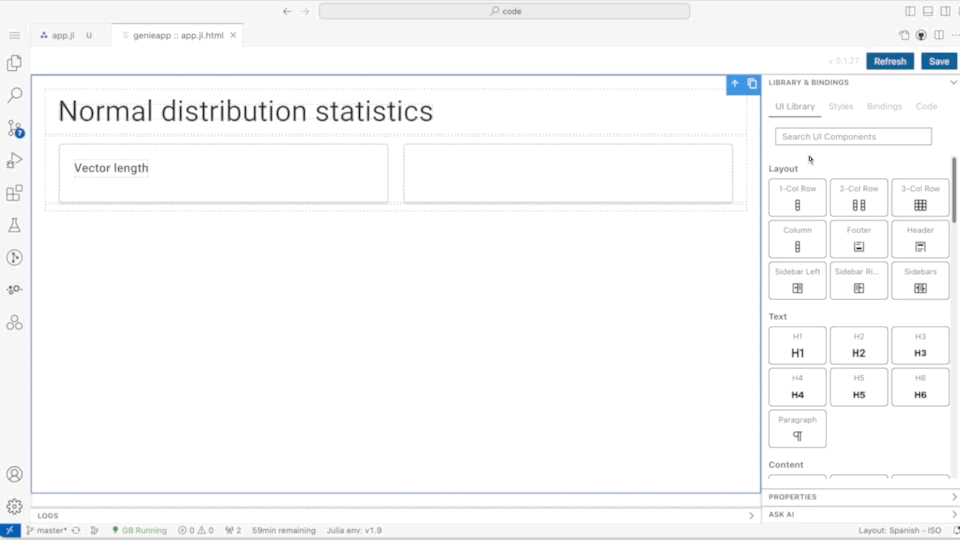 code
app.jl U
genieapp :: app.jl.html
v 0.1.27 Refresh Save
LIBRARY & BINDINGS
UI Library Styles Bindings Code
Search UI Components
Normal distribution statistics
Vector length
Layout
1-Col Row 2-Col Row 3-Col Row
Column Footer Header
Sidebar Left Sidebar Ri... Sidebars
Text
H1 H2 H3
H1 H2 H3
H4 H5 H6
H4 H5 H6
Paragraph
Content
PROPERTIES
ASK AI
LOGS
7
master* GB Running 0 0 2 59min remaining Julia env: v1.9 Layout: Spanish - ISO